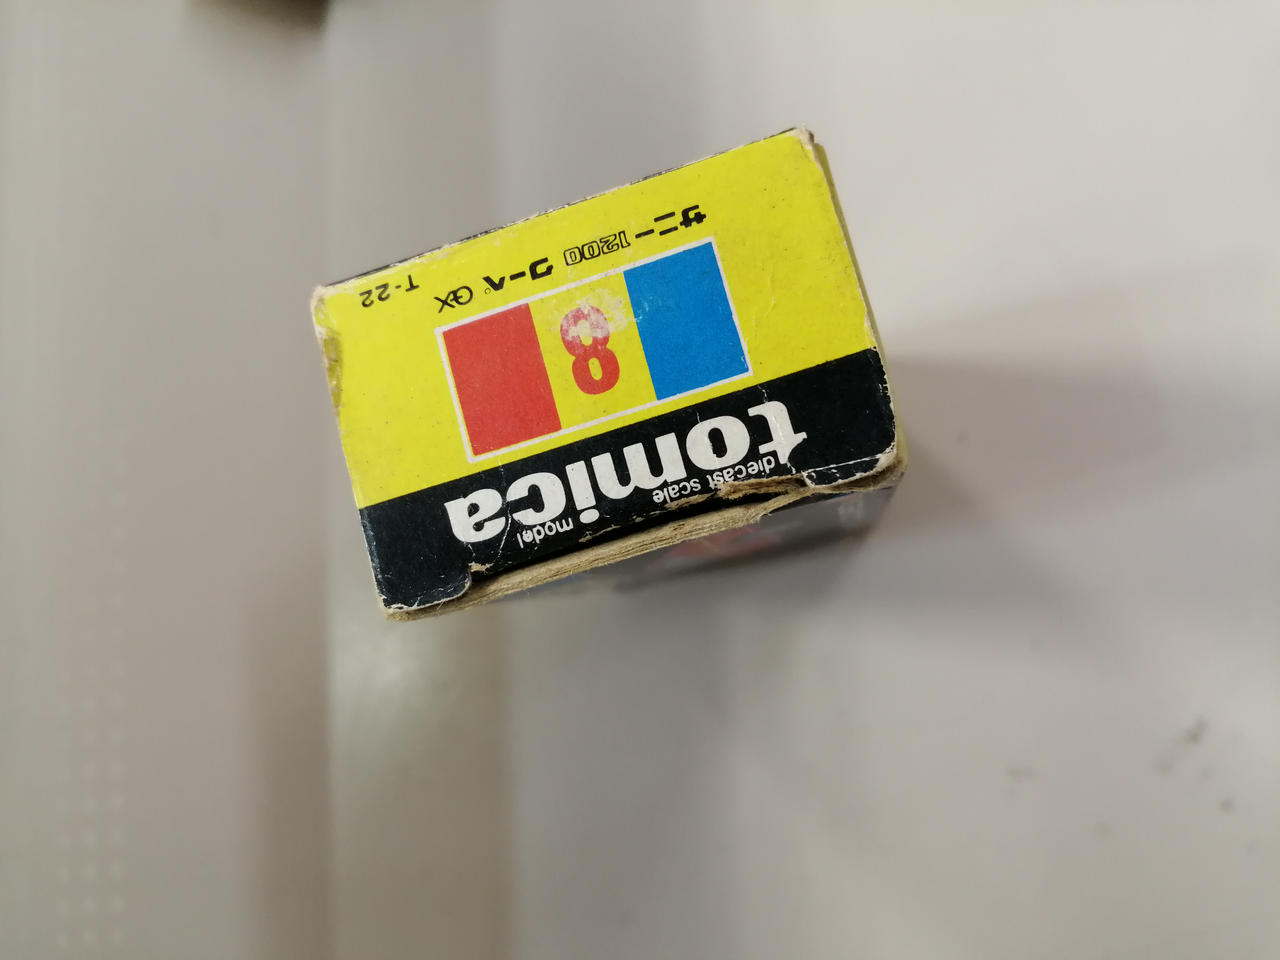 diecast scale model
tomica
8
サニー1200 クーペ GX
T-22